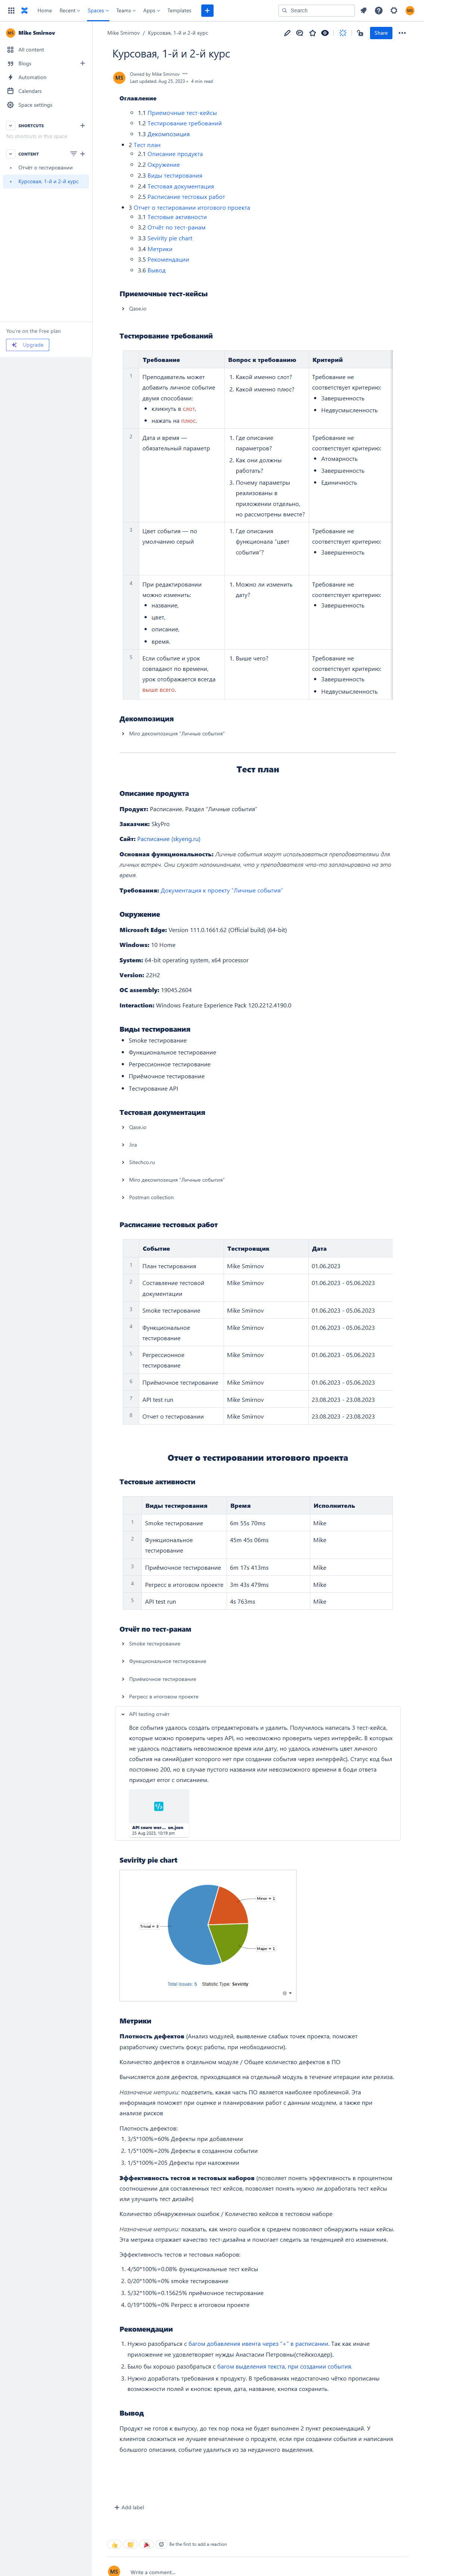 Home Recent Spaces Teams Apps Templates
Search
MS
MS Mike Smirnov
All content
Blogs
Automation
Calendars
Space settings
SHORTCUTS
No shortcuts in this space
CONTENT
Отчёт о тестировании
Курсовая, 1-й и 2-й курс
You're on the Free plan
Upgrade
Mike Smirnov / Курсовая, 1-й и 2-й курс
Share
Курсовая, 1-й и 2-й курс
MS
Owned by Mike Smirnov
Last updated: Aug 25, 2023 • 4 min read
Оглавление
1.1 Приемочные тест-кейсы
1.2 Тестирование требований
1.3 Декомпозиция
2 Тест план
2.1 Описание продукта
2.2 Окружение
2.3 Виды тестирования
2.4 Тестовая документация
2.5 Расписание тестовых работ
3 Отчет о тестировании итогового проекта
3.1 Тестовые активности
3.2 Отчёт по тест-ранам
3.3 Sevirity pie chart
3.4 Метрики
3.5 Рекомендации
3.6 Вывод
Приемочные тест-кейсы
Qase.io
Тестирование требований
Требование Вопрос к требованию Критерий
1 Преподаватель может добавить личное событие двумя способами:
кликнуть в слот,
нажать на плюс.
1. Какой именно слот?
2. Какой именно плюс?
Требование не соответствует критерию:
Завершенность
Недвусмысленность
2 Дата и время — обязательный параметр
1. Где описание параметров?
2. Как они должны работать?
3. Почему параметры реализованы в приложении отдельно, но рассмотрены вместе?
Требование не соответствует критерию:
Атомарность
Завершенность
Единичность
3 Цвет события — по умолчанию серый
1. Где описания функционала "цвет события"?
Требование не соответствует критерию:
Завершенность
4 При редактировании можно изменить:
название,
цвет,
описание,
время.
1. Можно ли изменить дату?
Требование не соответствует критерию:
Завершенность
5 Если событие и урок совпадают по времени, урок отображается всегда выше всего.
1. Выше чего?
Требование не соответствует критерию:
Завершенность
Недвусмысленность
Декомпозиция
Miro декомпозиция "Личные события"
Тест план
Описание продукта
Продукт: Расписание. Раздел "Личные события"
Заказчик: SkyPro
Сайт: Расписание (skyeng.ru)
Основная функциональность: Личные события могут использоваться преподавателями для
личных встреч. Они служат напоминанием, что у преподавателя что-то запланировано на это
время.
Требования: Документация к проекту "Личные события"
Окружение
Microsoft Edge: Version 111.0.1661.62 (Official build) (64-bit)
Windows: 10 Home
System: 64-bit operating system, x64 processor
Version: 22H2
OC assembly: 19045.2604
Interaction: Windows Feature Experience Pack 120.2212.4190.0
Виды тестирования
Smoke тестирование
Функциональное тестирование
Регрессионное тестирование
Приёмочное тестирование
Тестирование API
Тестовая документация
Qase.io
Jira
Sitechco.ru
Miro декомпозиция "Личные события"
Postman collection
Расписание тестовых работ
Событие Тестировщик Дата
1 План тестирования Mike Smirnov 01.06.2023
2 Составление тестовой документации Mike Smirnov 01.06.2023 - 05.06.2023
3 Smoke тестирование Mike Smirnov 01.06.2023 - 05.06.2023
4 Функциональное тестирование Mike Smirnov 01.06.2023 - 05.06.2023
5 Регрессионное тестирование Mike Smirnov 01.06.2023 - 05.06.2023
6 Приёмочное тестирование Mike Smirnov 01.06.2023 - 05.06.2023
7 API test run Mike Smirnov 23.08.2023 - 23.08.2023
8 Отчет о тестировании Mike Smirnov 23.08.2023 - 23.08.2023
Отчет о тестировании итогового проекта
Тестовые активности
Виды тестирования Время Исполнитель
1 Smoke тестирование 6m 55s 70ms Mike
2 Функциональное тестирование 45m 45s 06ms Mike
3 Приёмочное тестирование 6m 17s 413ms Mike
4 Регресс в итоговом проекте 3m 43s 479ms Mike
5 API test run 4s 763ms Mike
Отчёт по тест-ранам
Smoke тестирование
Функциональное тестирование
Приёмочное тестирование
Регресс в итоговом проекте
API testing отчёт
Все события удалось создать отредактировать и удалить. Получилось написать 3 тест-кейса,
которые можно проверить через API, но невозможно проверить через интерфейс. В которых
не удалось подставить невозможное время или дату, но удалось изменить цвет личного
события на синий(цвет которого нет при создании события через интерфейс). Статус код был
постоянно 200, но в случае пустого названия или невозможного времени в боди ответа
приходит error с описанием.
25 Aug 2023, 10:19 pm
Sevirity pie chart
Trivial = 3
Minor = 1
Major = 1
Total Issues: 5 Statistic Type: Sevirity
Метрики
Плотность дефектов (Анализ модулей, выявление слабых точек проекта, поможет
разработчику сместить фокус работы, при необходимости).
Количество дефектов в отдельном модуле / Общее количество дефектов в ПО
Вычисляется доля дефектов, приходящаяся на отдельный модуль в течение итерации или релиза.
Назначение метрики: подсветить, какая часть ПО является наиболее проблемной. Эта
информация поможет при оценке и планировании работ с данным модулем, а также при
анализе рисков
Плотность дефектов:
1. 3/5*100%=60% Дефекты при добавлении
2. 1/5*100%=20% Дефекты в созданном событии
3. 1/5*100%=205 Дефекты при наложении
Эффективность тестов и тестовых наборов (позволяет понять эффективность в процентном
соотношении для составленных тест кейсов, позволяет понять нужно ли доработать тест кейсы
или улучшить тест дизайн)
Количество обнаруженных ошибок / Количество кейсов в тестовом наборе
Назначение метрики: показать, как много ошибок в среднем позволяют обнаружить наши кейсы.
Эта метрика отражает качество тест-дизайна и помогает следить за тенденцией его изменения.
Эффективность тестов и тестовых наборов:
1. 4/50*100%=0.08% функциональные тест кейсы
2. 0/20*100%=0% smoke тестирование
3. 5/32*100%=0.15625% приёмочное тестирование
4. 0/19*100%=0% Регресс в итоговом проекте
Рекомендации
1. Нужно разобраться с багом добавления ивента через "+" в расписании. Так как иначе
приложение не удовлетворяет нужды Анастасии Петровны(стейкхолдер).
2. Было бы хорошо разобраться с багом выделения текста, при создании события.
3. Нужно доработать требования к продукту. В требованиях недостаточно чётко прописаны
возможности полей и кнопок: время, дата, название, кнопка сохранить.
Вывод
Продукт не готов к выпуску, до тех пор пока не будет выполнен 2 пункт рекомендаций. У
клиентов сложиться не лучшее впечатление о продукте, если при создании события и написания
большого описания, событие удалиться из за неудачного выделения.
Add label
Be the first to add a reaction
MS Write a comment...